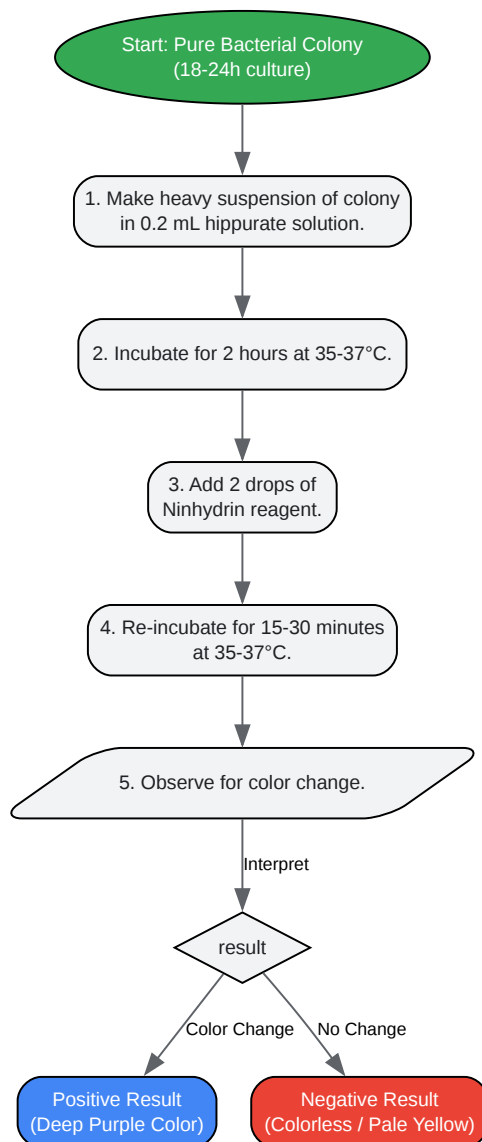 Start: Pure Bacterial Colony
(18-24h culture)
1. Make heavy suspension of colony
in 0.2 mL hippurate solution.
2. Incubate for 2 hours at 35-37°C.
3. Add 2 drops of
Ninhydrin reagent.
4. Re-incubate for 15-30 minutes
at 35-37°C.
5. Observe for color change.
Interpret
result
Color Change
No Change
Positive Result
(Deep Purple Color)
Negative Result
(Colorless / Pale Yellow)